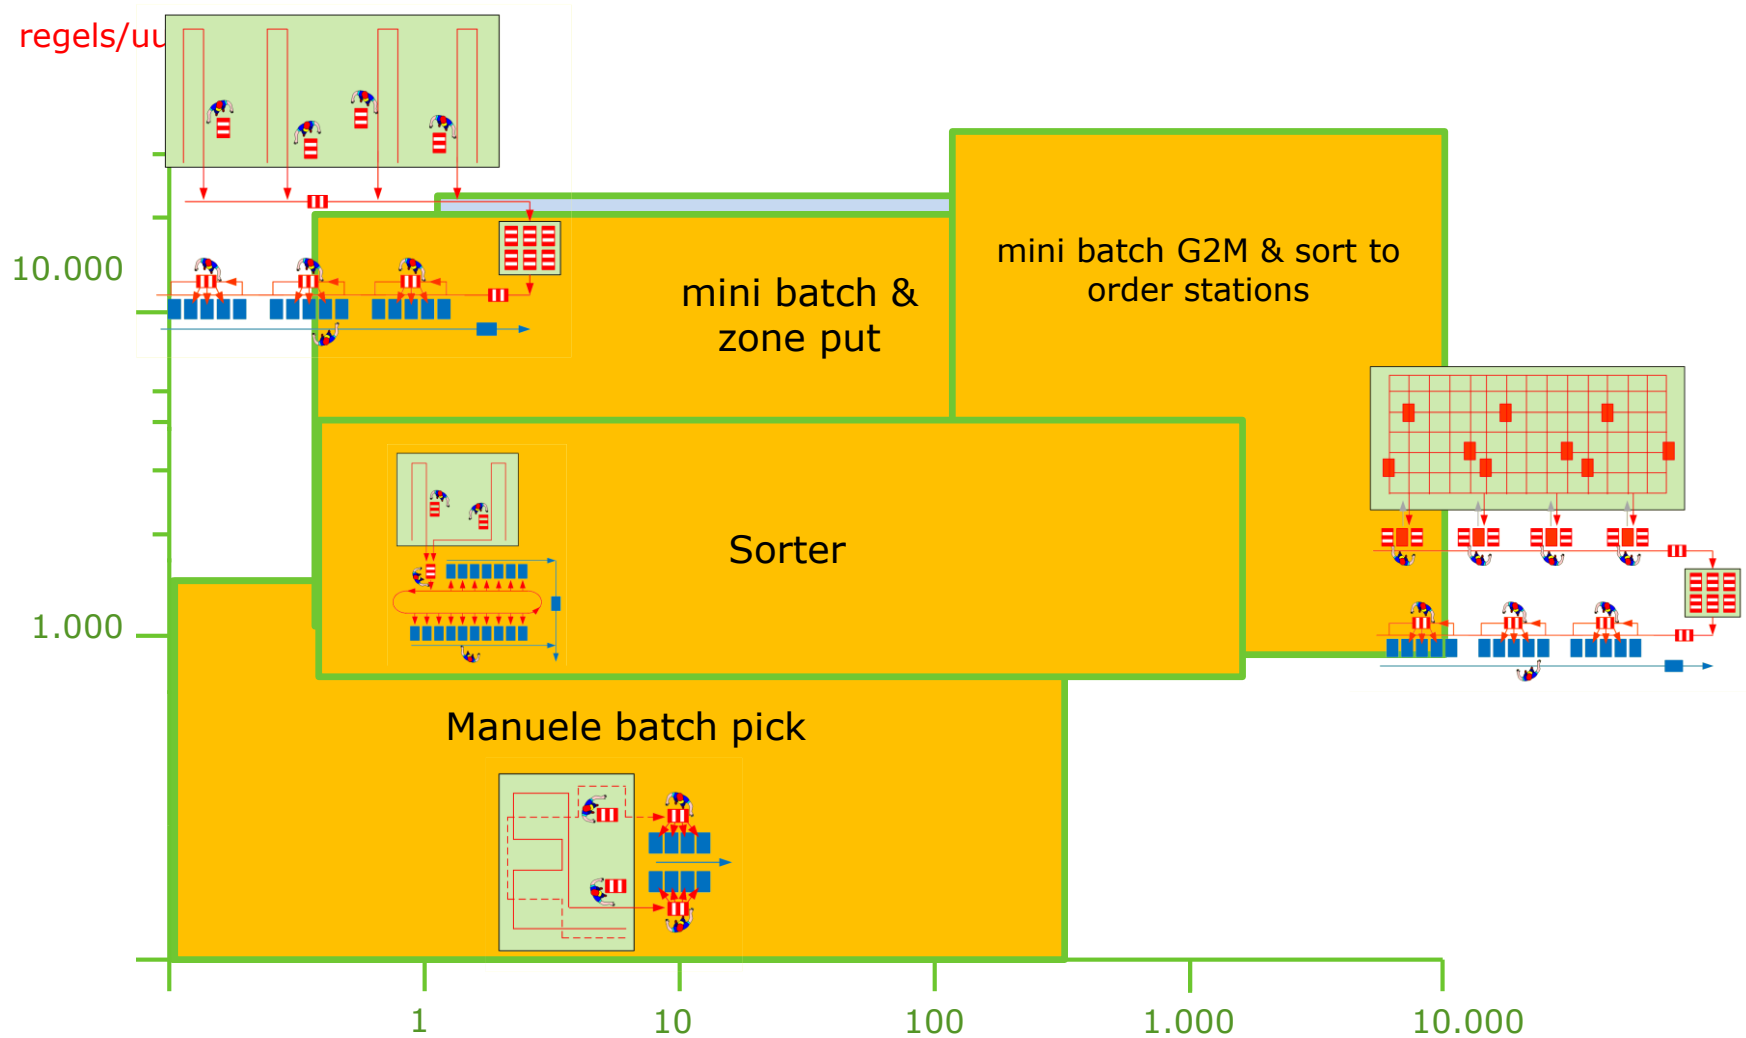 regels/uu
10.000
mini batch G2M & sort to
order stations
mini batch &
zone put
Sorter
1.000
Manuele batch pick
1
10
100
1.000
10.000